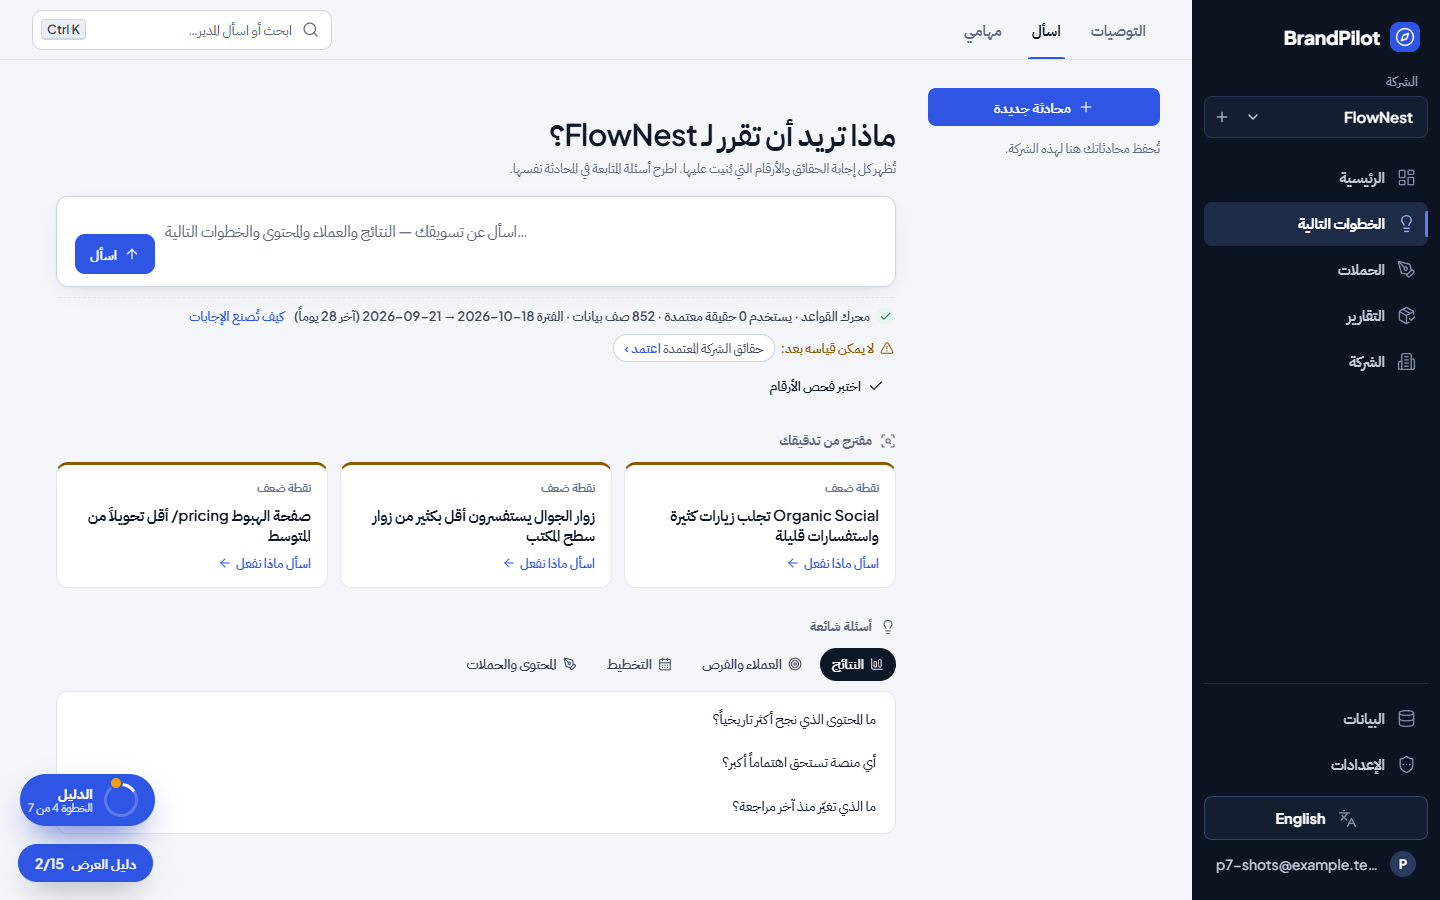 BrandPilot
الشركة
FlowNest
الرئيسية
الخطوات التالية
الحملات
التقارير
الشركة
البيانات
الإعدادات
English
P p7-shots@example.te...
التوصيات
اسأل
مهامي
ابحث أو اسأل المدير...
Ctrl K
محادثة جديدة
تُحفظ محادثاتك هنا لهذه الشركة.
ماذا تريد أن تقرر لـ FlowNest؟
تُظهر كل إجابة الحقائق والأرقام التي بُنيت عليها. اطرح أسئلة المتابعة في المحادثة نفسها.
اسأل عن تسويقك — النتائج والعملاء والمحتوى والخطوات التالية...
اسأل
محرك القواعد · يستخدم 0 حقيقة معتمدة · 852 صف بيانات · الفترة 2026-09-21 → 2026-10-18 (آخر 28 يوماً) كيف تُصنع الإجابات
لا يمكن قياسه بعد: حقائق الشركة المعتمدة اعتمد ›
اختبر فحص الأرقام
مقترح من تدقيقك
نقطة ضعف
Organic Social تجلب زيارات كثيرة
واستفسارات قليلة
اسأل ماذا نفعل ←
نقطة ضعف
زوار الجوال يستفسرون أقل بكثير من زوار
سطح المكتب
اسأل ماذا نفعل ←
نقطة ضعف
صفحة الهبوط pricing/ أقل تحويلاً من
المتوسط
اسأل ماذا نفعل ←
أسئلة شائعة
النتائج
العملاء والفرص
التخطيط
المحتوى والحملات
ما المحتوى الذي نجح أكثر تاريخياً؟
أي منصة تستحق اهتماماً أكبر؟
ما الذي تغيّر منذ آخر مراجعة؟
الدليل
الخطوة 4 من 7
دليل العرض 2/15